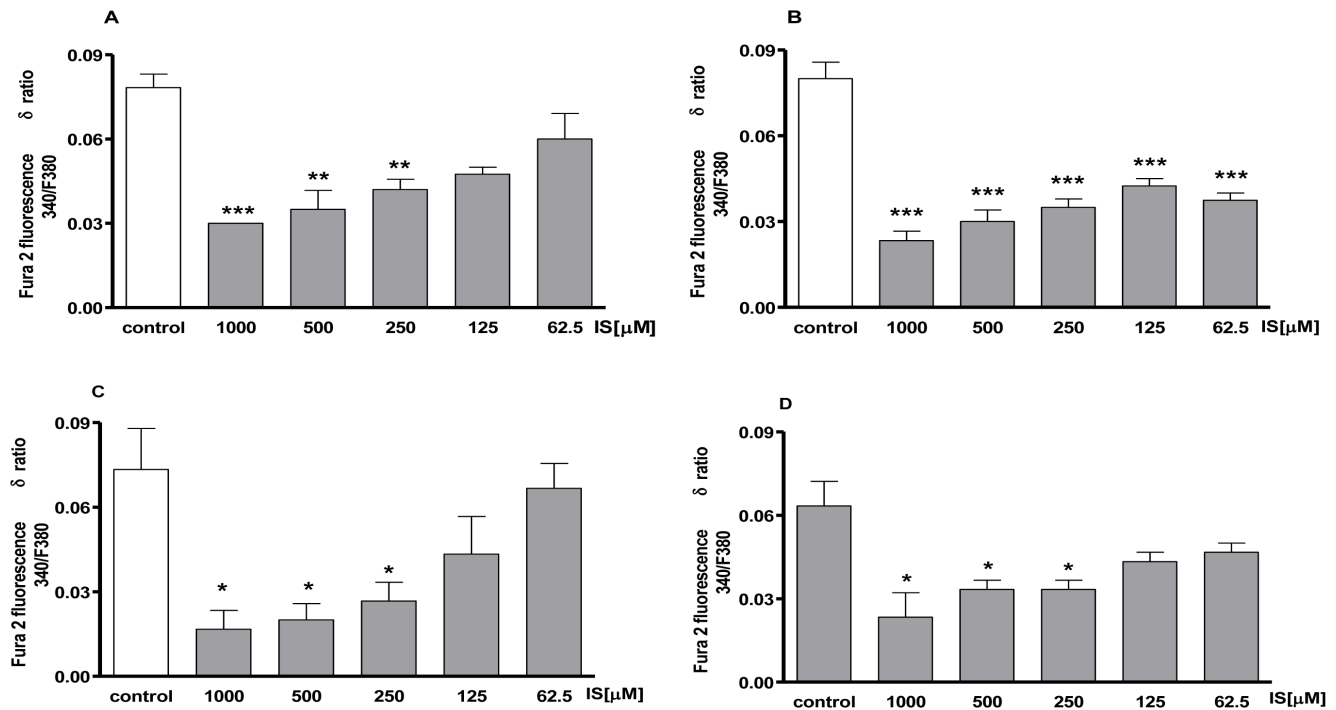 A
Fura 2 fluorescence δ ratio
340/F380
0.09
0.06
0.03
0.00
***
**
**
control 1000 500 250 125 62.5 IS[μM]
B
Fura 2 fluorescence δ ratio
340/F380
0.09
0.06
0.03
0.00
***
***
***
***
***
control 1000 500 250 125 62.5 IS[μM]
C
Fura 2 fluorescence δ ratio
340/F380
0.09
0.06
0.03
0.00
*
*
*
control 1000 500 250 125 62.5 IS[μM]
D
Fura 2 fluorescence δ ratio
340/F380
0.09
0.06
0.03
0.00
*
*
*
control 1000 500 250 125 62.5 IS[μM]